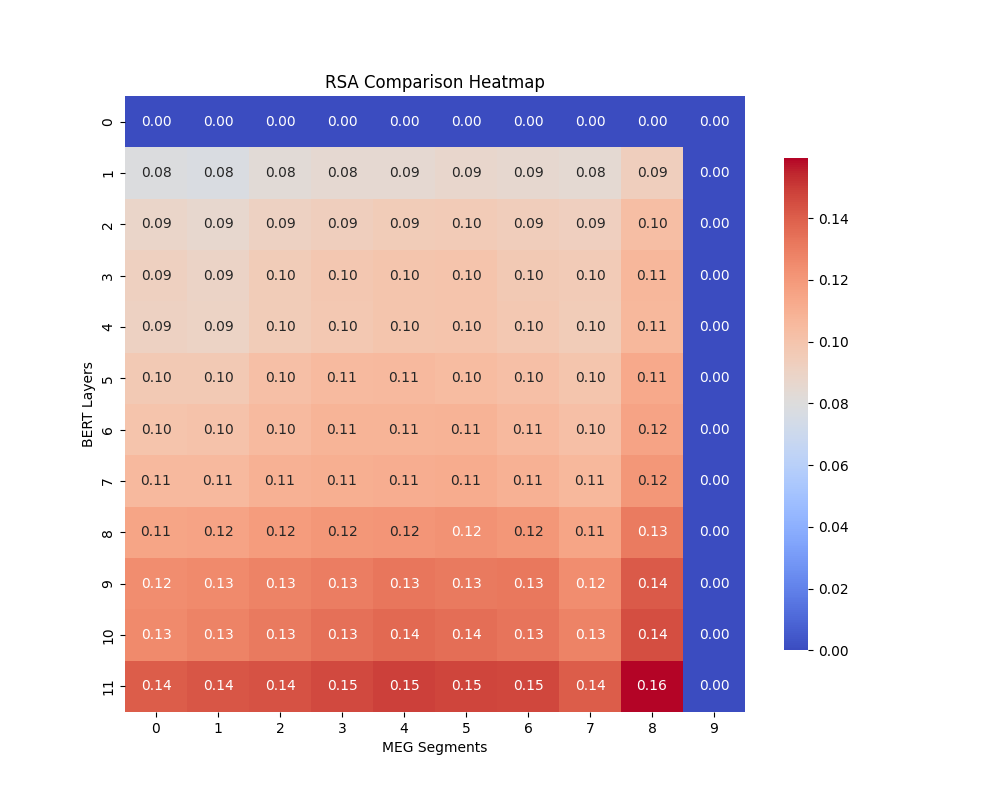 RSA Comparison Heatmap
0 0.00 0.00 0.00 0.00 0.00 0.00 0.00 0.00 0.00 0.00
1 0.08 0.08 0.08 0.08 0.09 0.09 0.09 0.08 0.09 0.00
2 0.09 0.09 0.09 0.09 0.09 0.10 0.09 0.09 0.10 0.00
3 0.09 0.09 0.10 0.10 0.10 0.10 0.10 0.10 0.11 0.00
4 0.09 0.09 0.10 0.10 0.10 0.10 0.10 0.10 0.11 0.00
5 0.10 0.10 0.10 0.11 0.11 0.10 0.10 0.10 0.11 0.00
6 0.10 0.10 0.10 0.11 0.11 0.11 0.11 0.10 0.12 0.00
7 0.11 0.11 0.11 0.11 0.11 0.11 0.11 0.11 0.12 0.00
8 0.11 0.12 0.12 0.12 0.12 0.12 0.12 0.11 0.13 0.00
9 0.12 0.13 0.13 0.13 0.13 0.13 0.13 0.12 0.14 0.00
10 0.13 0.13 0.13 0.13 0.14 0.14 0.13 0.13 0.14 0.00
11 0.14 0.14 0.14 0.15 0.15 0.15 0.15 0.14 0.16 0.00
0 1 2 3 4 5 6 7 8 9
MEG Segments
BERT Layers
0.14
0.12
0.10
0.08
0.06
0.04
0.02
0.00